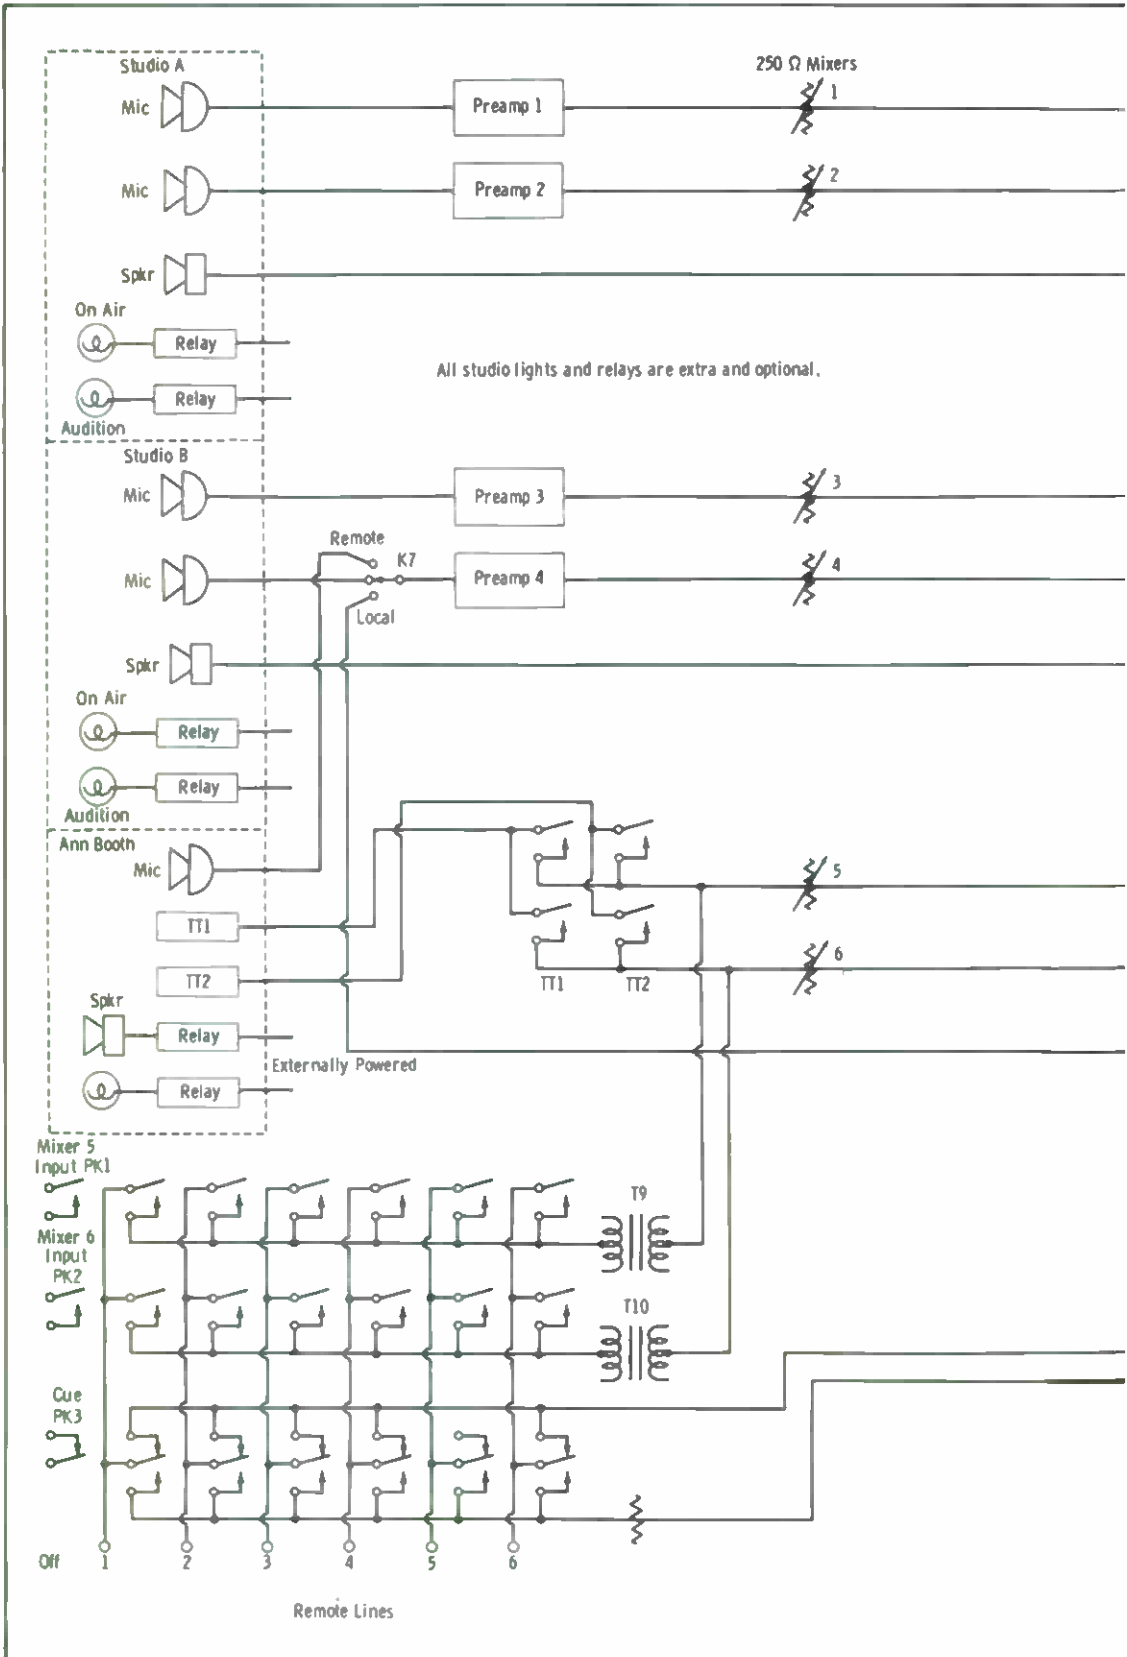 Studio A
250 Ω Mixers
Mic
Preamp 1
1
Mic
Preamp 2
2
Spkr
On Air
Relay
All studio lights and relays are extra and optional.
Relay
Audition
Studio B
Mic
Preamp 3
3
Remote
K7
Mic
Preamp 4
4
Local
Spkr
On Air
Relay
Relay
Audition
Ann Booth
Mic
5
TT1
6
TT2
TT1
TT2
Spkr
Relay
Externally Powered
Relay
Mixer 5
Input PK1
T9
Mixer 6
Input
PK2
T10
Cue
PK3
Off
1
2
3
4
5
6
Remote Lines